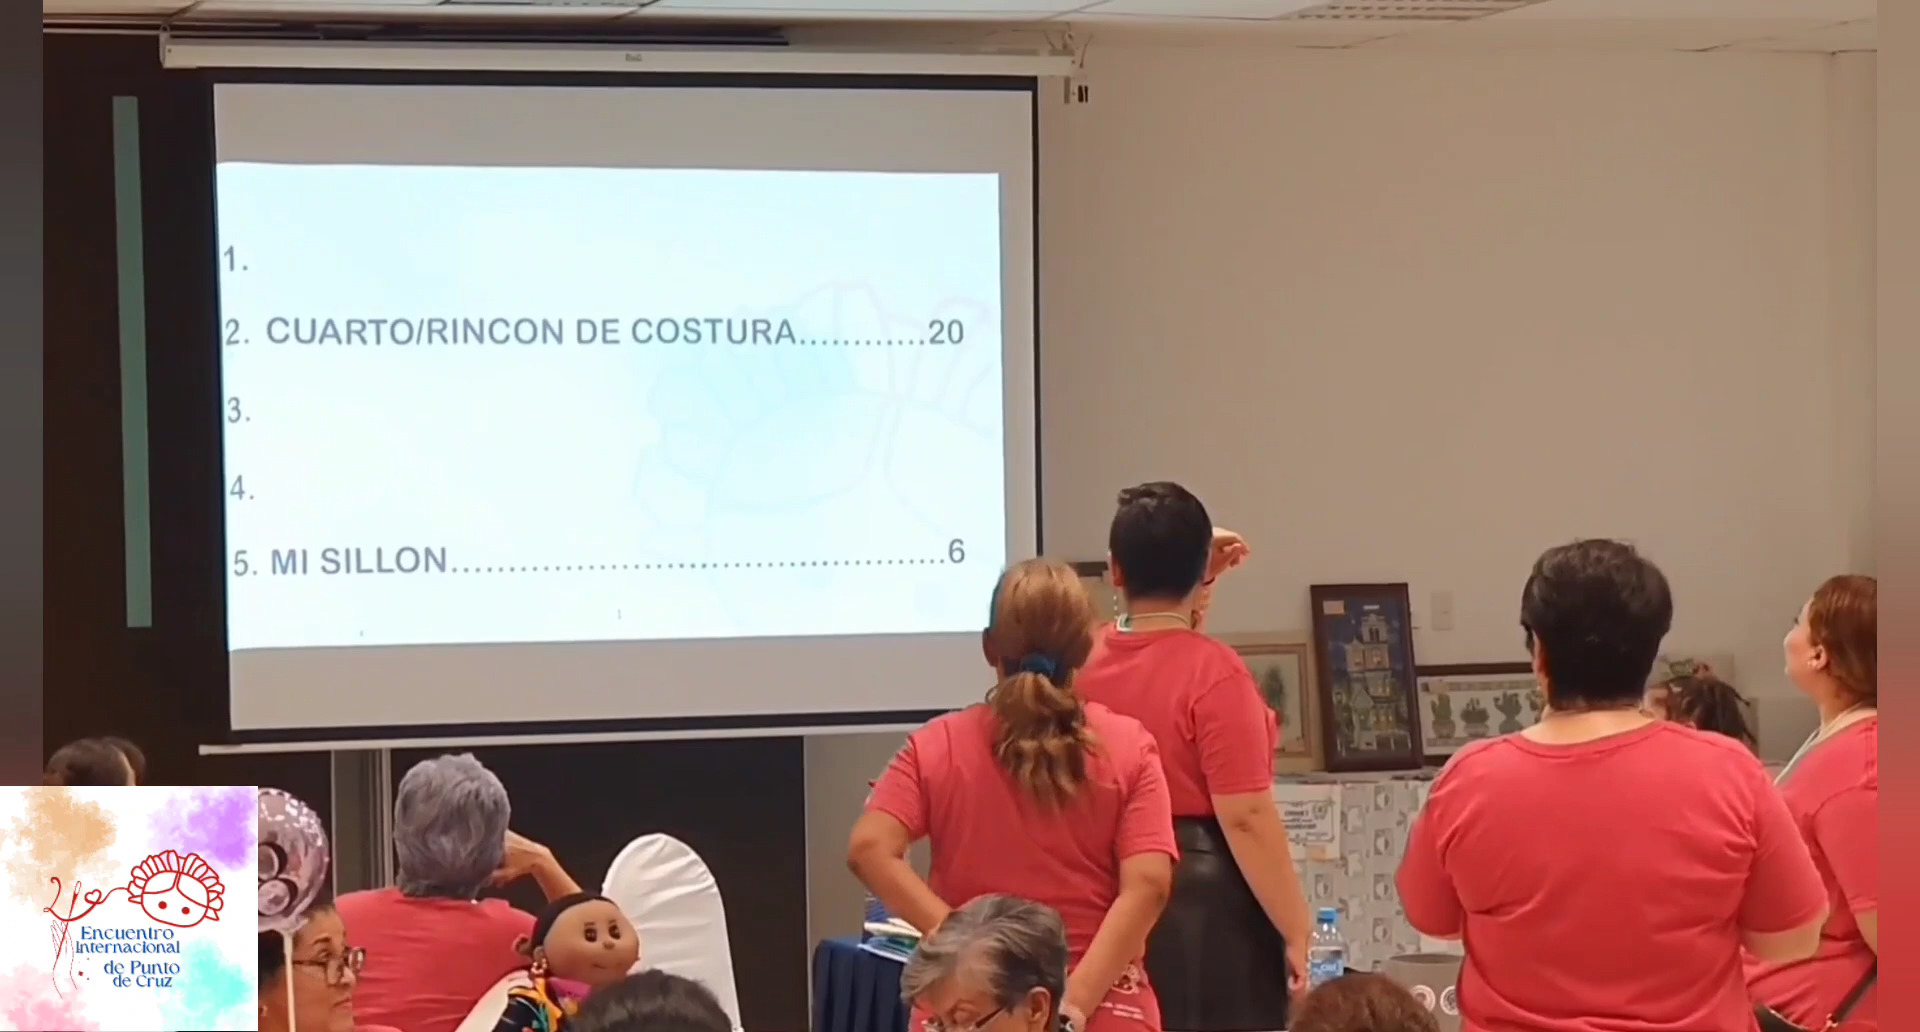 1.
2. CUARTO/RINCON DE COSTURA............20
3.
4.
5. MI SILLON..........................................6
Encuentro
Internacional
de Punto
de Cruz